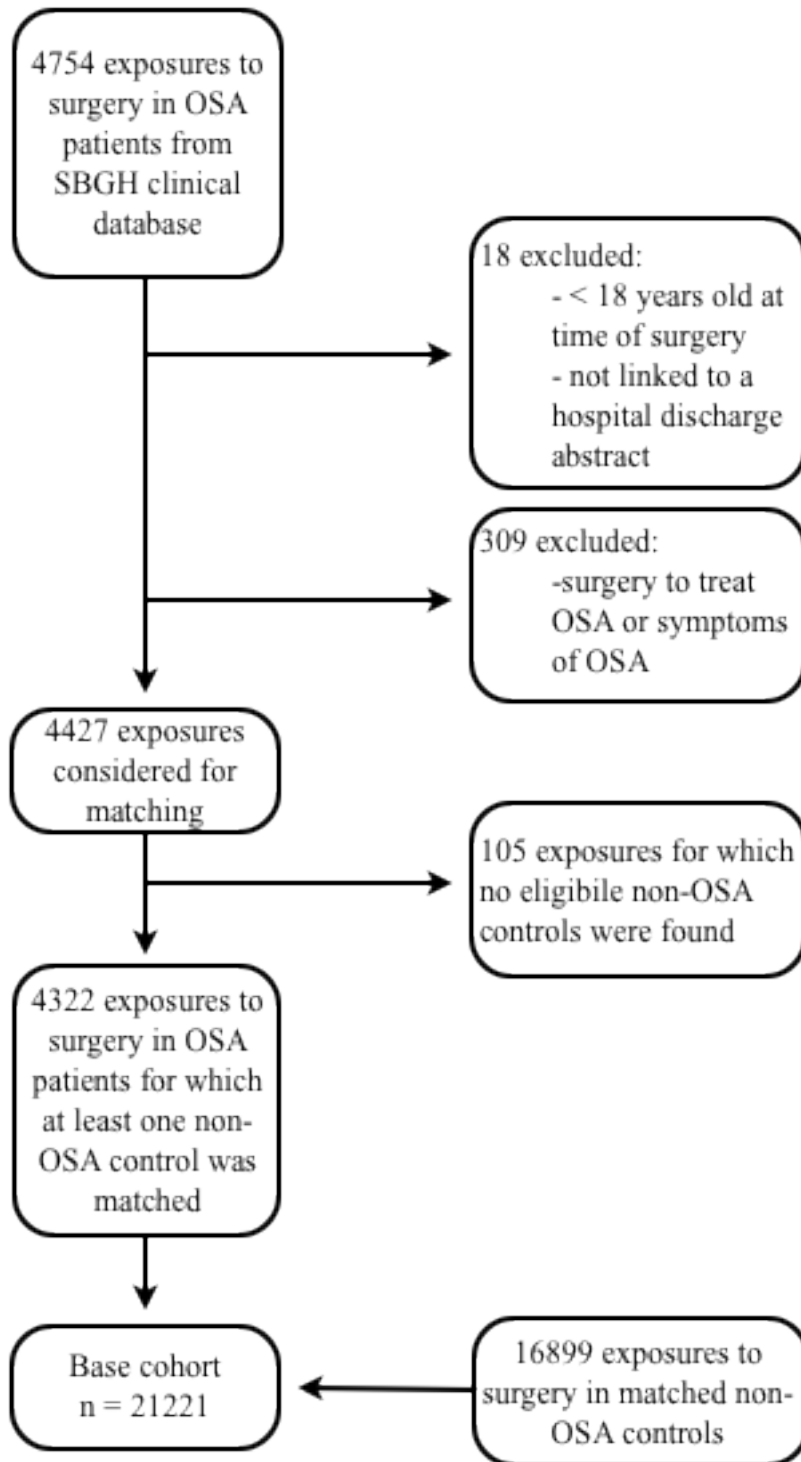 4754 exposures to
surgery in OSA
patients from
SBGH clinical
database
18 excluded:
- < 18 years old at
time of surgery
- not linked to a
hospital discharge
abstract
309 excluded:
-surgery to treat
OSA or symptoms
of OSA
4427 exposures
considered for
matching
105 exposures for which
no eligibile non-OSA
controls were found
4322 exposures to
surgery in OSA
patients for which
at least one non-
OSA control was
matched
Base cohort
n = 21221
16899 exposures to
surgery in matched non-
OSA controls